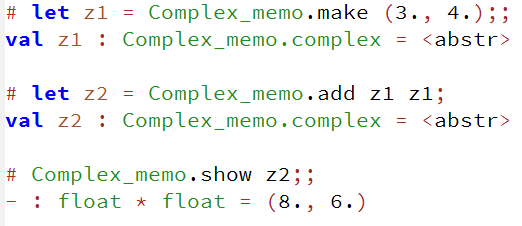 # let z1 = Complex_memo.make (3., 4.);;
val z1 : Complex_memo.complex = <abstr>
# let z2 = Complex_memo.add z1 z1;
val z2 : Complex_memo.complex = <abstr>
# Complex_memo.show z2;;
- : float * float = (8., 6.)